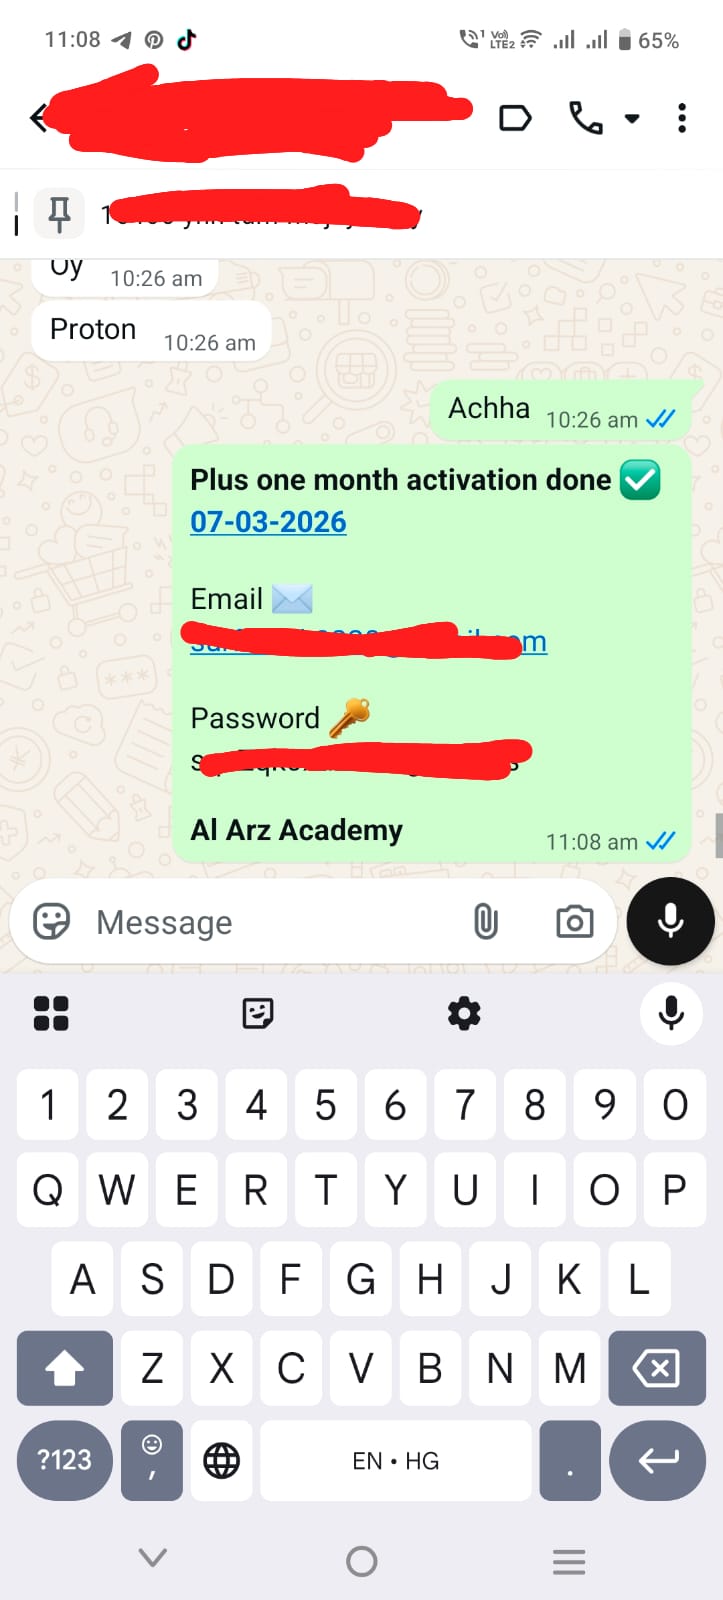 11:08
Vo)
LTE2
65%
Oy 10:26 am
Proton 10:26 am
Achha 10:26 am
Plus one month activation done
07-03-2026
Email
Password
Al Arz Academy
11:08 am
Message
1 2 3 4 5 6 7 8 9 0
Q W E R T Y U I O P
A S D F G H J K L
Z X C V B N M
?123 , EN • HG .